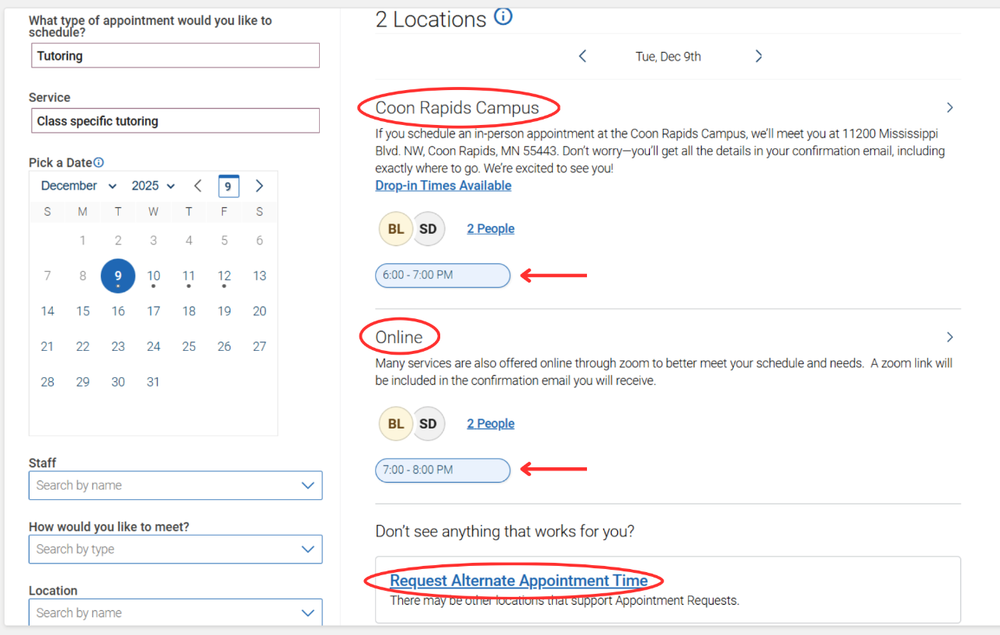 What type of appointment would you like to
schedule?
Tutoring
Service
Class specific tutoring
Pick a Date
December 2025 9
S M T W T F S
1 2 3 4 5 6
7 8 9 10 11 12 13
14 15 16 17 18 19 20
21 22 23 24 25 26 27
28 29 30 31
Staff
Search by name
How would you like to meet?
Search by type
Location
Search by name
2 Locations
Tue, Dec 9th
Coon Rapids Campus
If you schedule an in-person appointment at the Coon Rapids Campus, we’ll meet you at 11200 Mississippi
Blvd. NW, Coon Rapids, MN 55443. Don’t worry—you’ll get all the details in your confirmation email, including
exactly where to go. We’re excited to see you!
Drop-in Times Available
BL SD 2 People
6:00 - 7:00 PM
Online
Many services are also offered online through zoom to better meet your schedule and needs.  A zoom link will
be included in the confirmation email you will receive.
BL SD 2 People
7:00 - 8:00 PM
Don’t see anything that works for you?
Request Alternate Appointment Time
There may be other locations that support Appointment Requests.